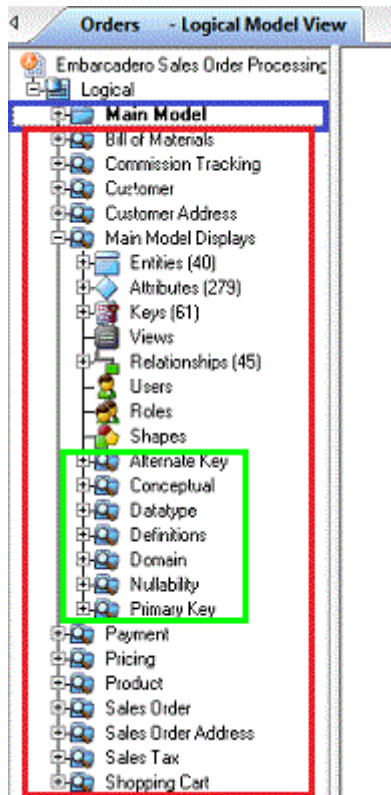 Orders - Logical Model View
Embarcadero Sales Order Processing
Logical
Main Model
Bill of Materials
Commission Tracking
Customer
Customer Address
Main Model Displays
Entities (40)
Attributes (279)
Keys (61)
Views
Relationships (45)
Users
Roles
Shapes
Alternate Key
Conceptual
Datatype
Definitions
Domain
Nullability
Primary Key
Payment
Pricing
Product
Sales Order
Sales Order Address
Sales Tax
Shopping Cart